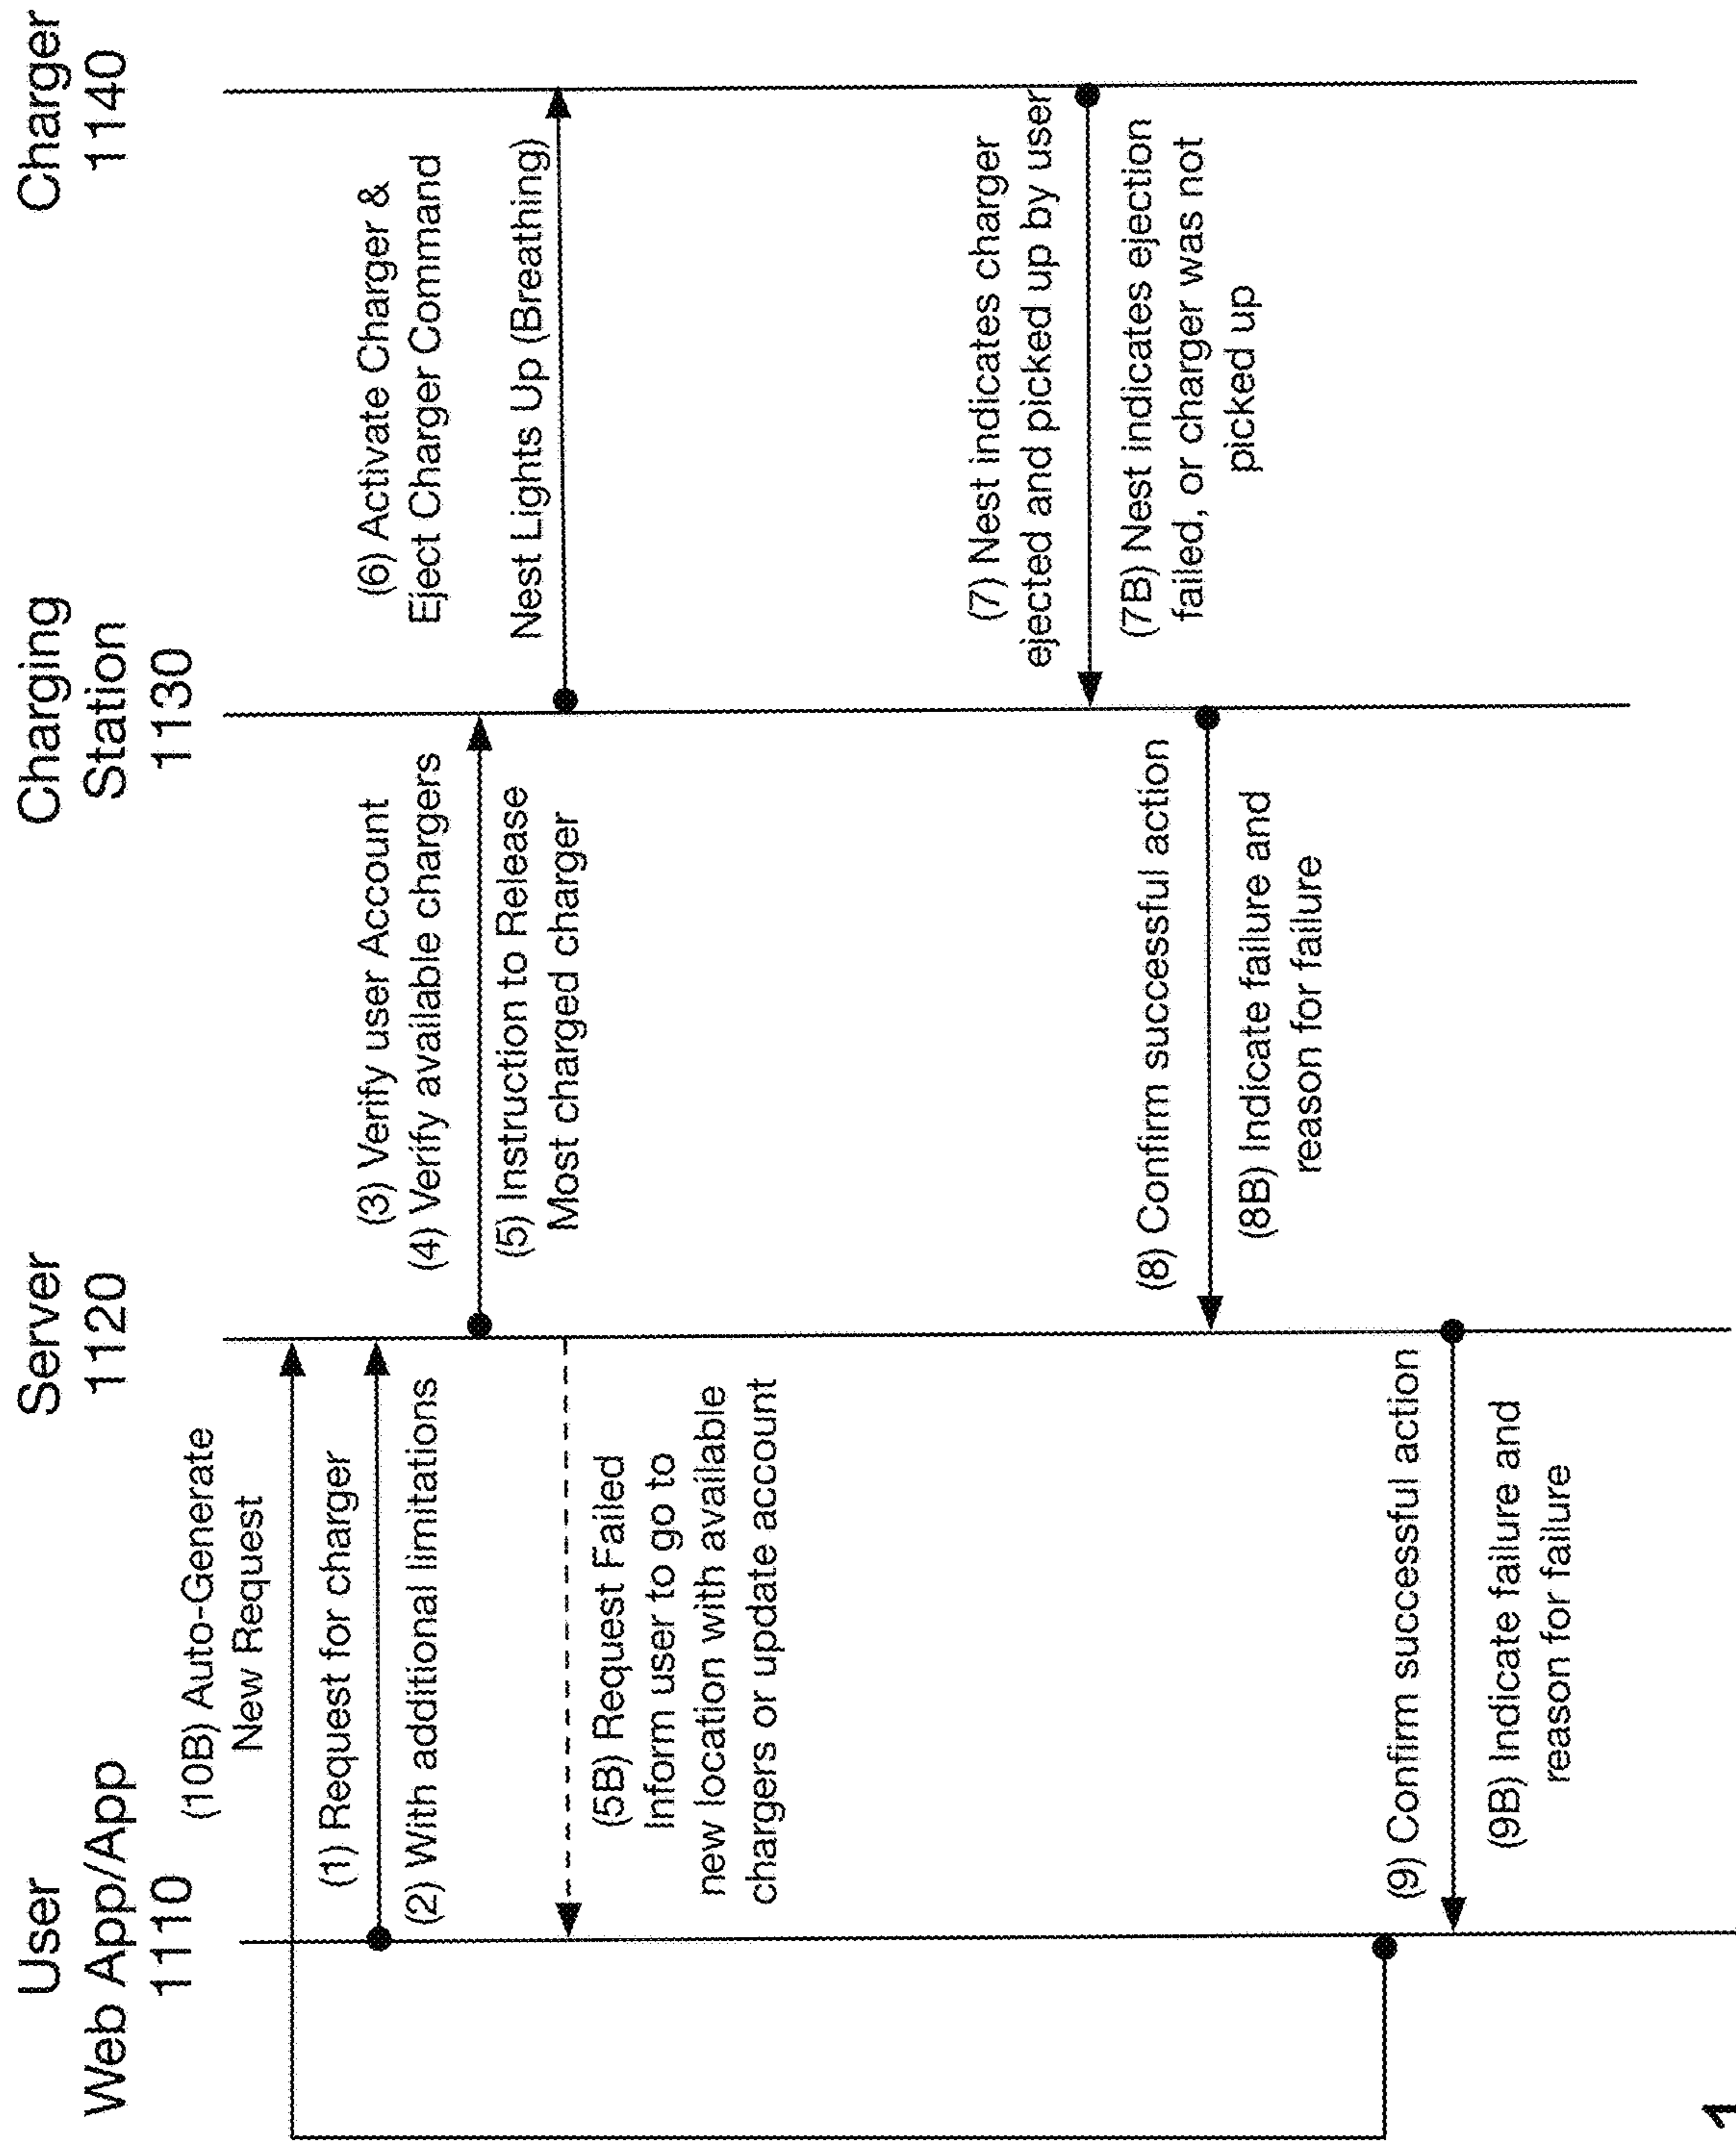 User
Web App/App
1110
Server
1120
Charging
Station
1130
Charger
1140
(10B) Auto-Generate
New Request
(1) Request for charger
(2) With additional limitations
(3) Verify user Account
(4) Verify available chargers
(5) Instruction to Release
Most charged charger
(5B) Request Failed
Inform user to go to
new location with available
chargers or update account
(6) Activate Charger &
Eject Charger Command
Nest Lights Up (Breathing)
(7) Nest indicates charger
ejected and picked up by user
(7B) Nest indicates ejection
failed, or charger was not
picked up
(8) Confirm successful action
(8B) Indicate failure and
reason for failure
(9) Confirm successful action
(9B) Indicate failure and
reason for failure